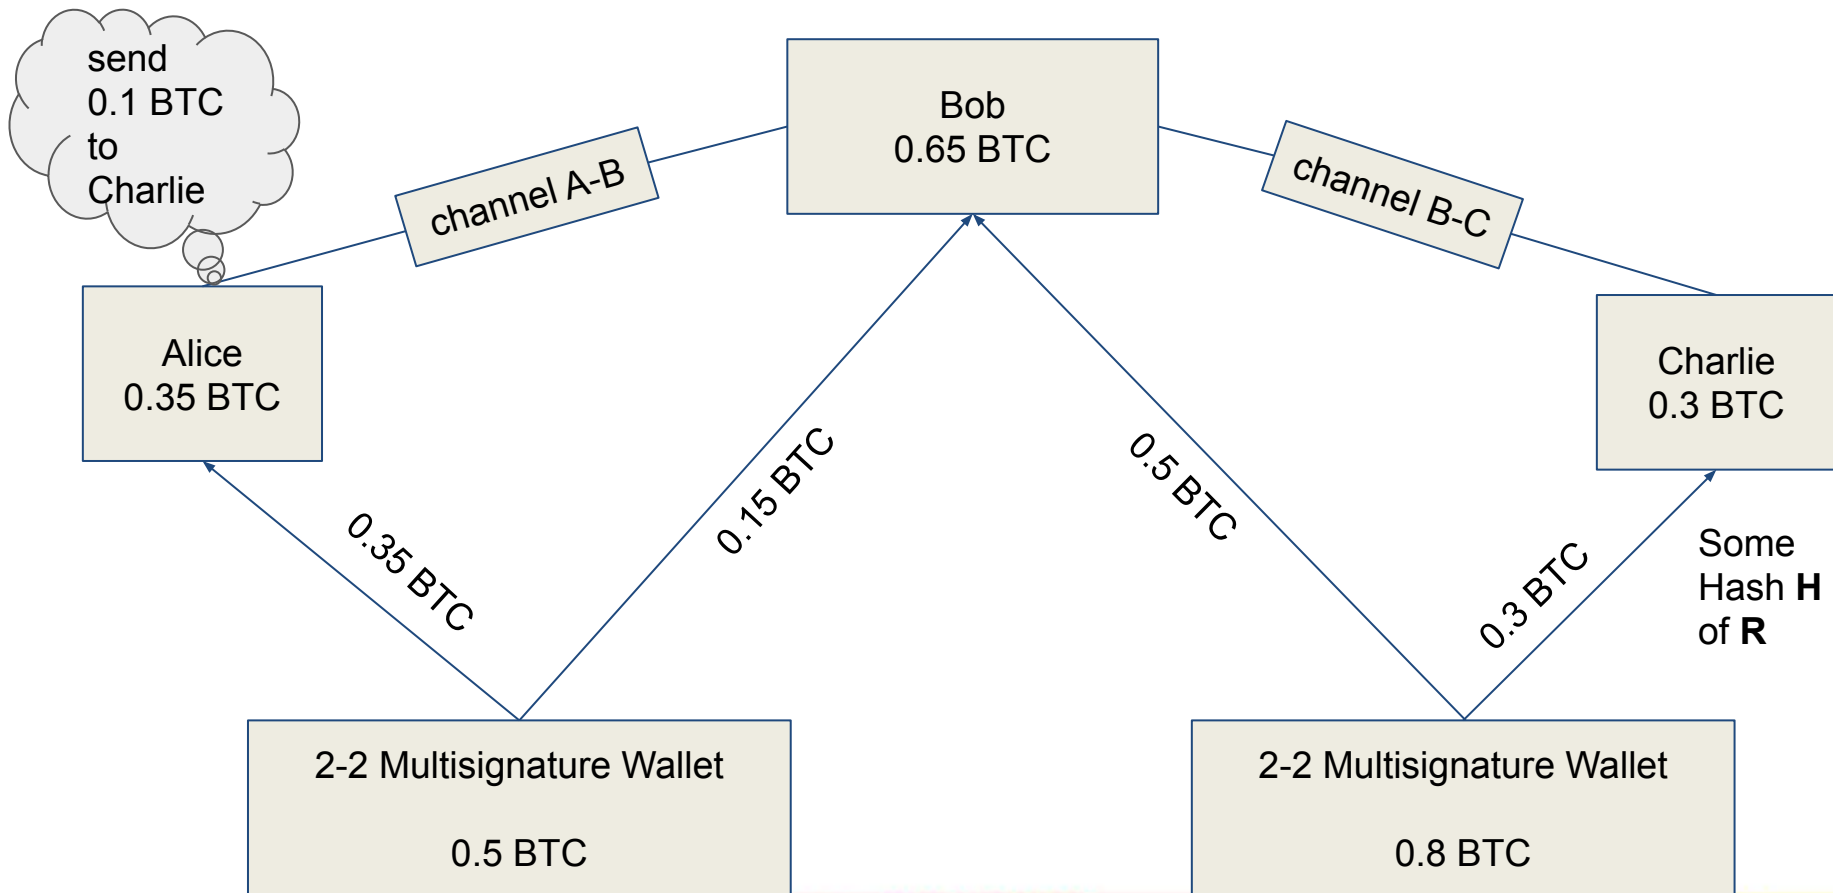 send
0.1 BTC
to
Charlie
Bob
0.65 BTC
channel A-B
channel B-C
Alice
0.35 BTC
Charlie
0.3 BTC
0.35 BTC
0.15 BTC
0.5 BTC
0.3 BTC
Some
Hash H
of R
2-2 Multisignature Wallet
0.5 BTC
2-2 Multisignature Wallet
0.8 BTC